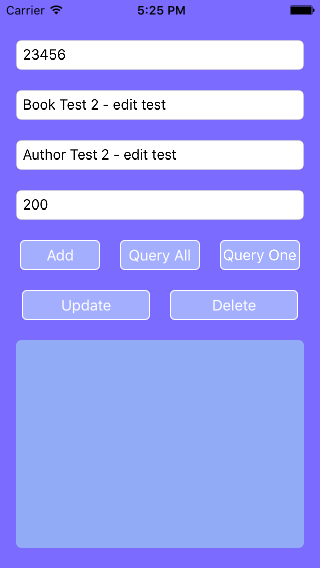 Carrier 5:25 PM
23456
Book Test 2 - edit test
Author Test 2 - edit test
200
Add Query All Query One
Update Delete